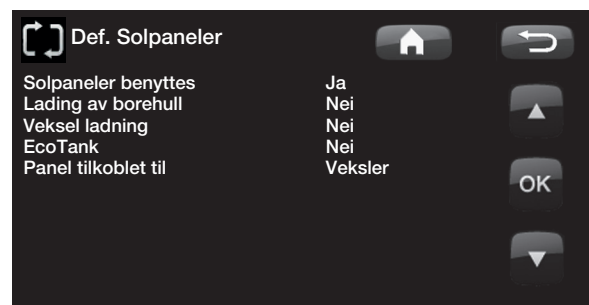 Def. Solpaneler
Solpaneler benyttes Ja
Lading av borehull Nei
Veksel ladning Nei
EcoTank Nei
Panel tilkoblet til Veksler
OK